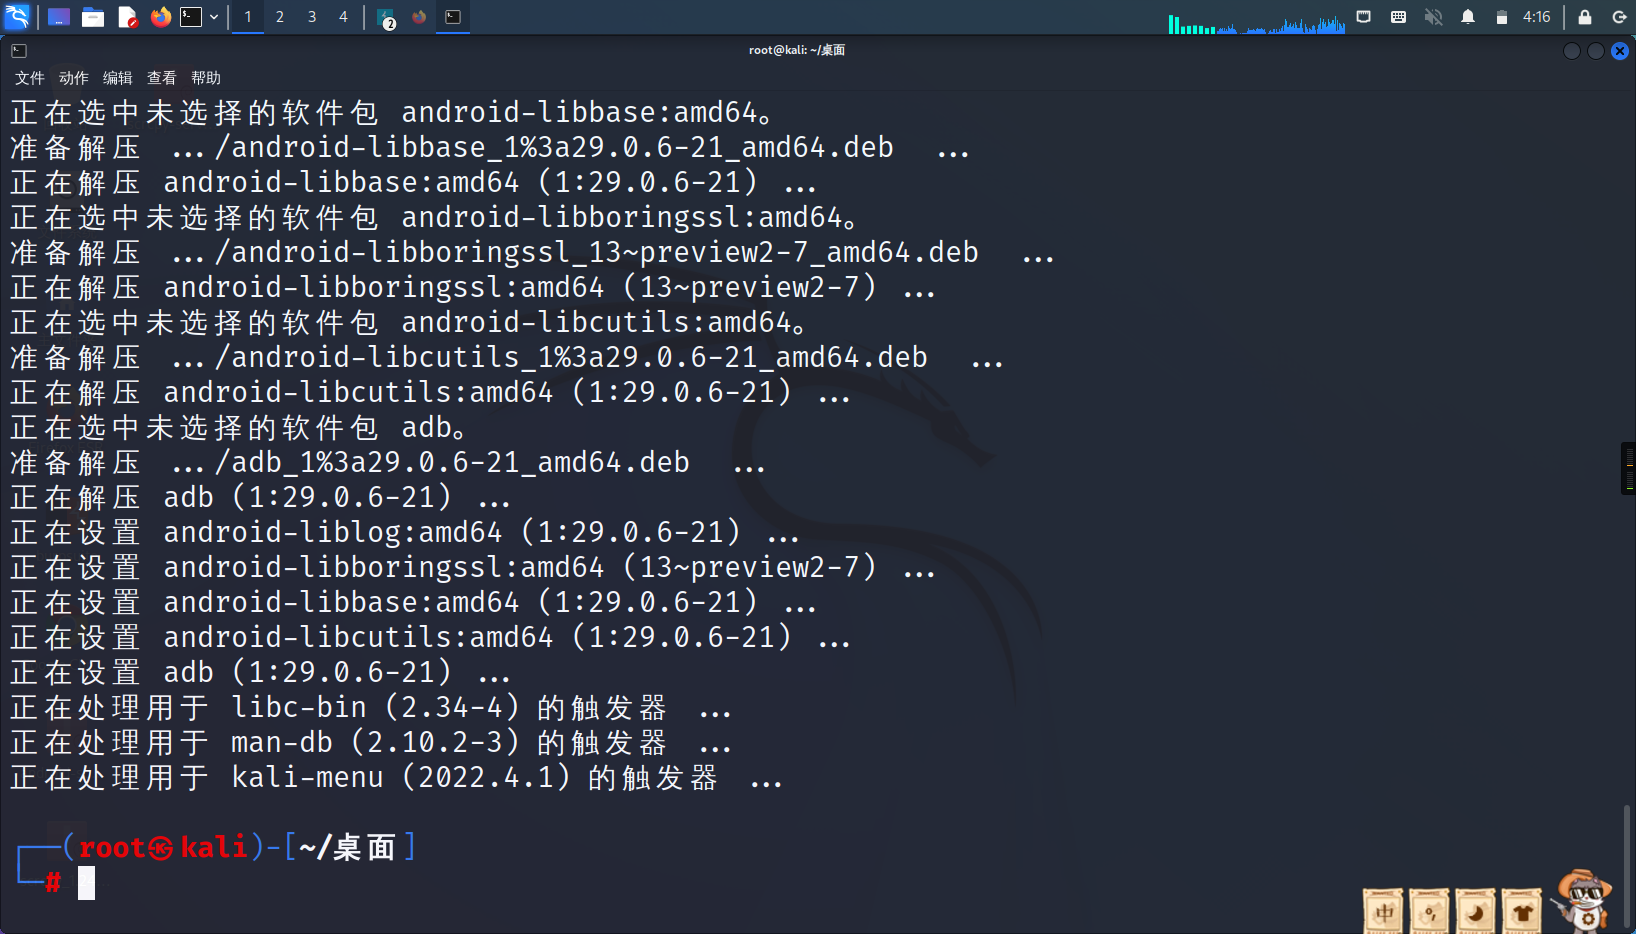 1 2 3 4 2 4:16
root@kali: ~/桌面
文件 动作 编辑 查看 帮助
正在选中未选择的软件包 android-libbase:amd64。
准备解压 .../android-libbase_1%3a29.0.6-21_amd64.deb ...
正在解压 android-libbase:amd64 (1:29.0.6-21) ...
正在选中未选择的软件包 android-libboringssl:amd64。
准备解压 .../android-libboringssl_13~preview2-7_amd64.deb ...
正在解压 android-libboringssl:amd64 (13~preview2-7) ...
正在选中未选择的软件包 android-libcutils:amd64。
准备解压 .../android-libcutils_1%3a29.0.6-21_amd64.deb ...
正在解压 android-libcutils:amd64 (1:29.0.6-21) ...
正在选中未选择的软件包 adb。
准备解压 .../adb_1%3a29.0.6-21_amd64.deb ...
正在解压 adb (1:29.0.6-21) ...
正在设置 android-liblog:amd64 (1:29.0.6-21) ...
正在设置 android-libboringssl:amd64 (13~preview2-7) ...
正在设置 android-libbase:amd64 (1:29.0.6-21) ...
正在设置 android-libcutils:amd64 (1:29.0.6-21) ...
正在设置 adb (1:29.0.6-21) ...
正在处理用于 libc-bin (2.34-4) 的触发器 ...
正在处理用于 man-db (2.10.2-3) 的触发器 ...
正在处理用于 kali-menu (2022.4.1) 的触发器 ...
┌──(root㉿kali)-[~/桌面]
└─#
中